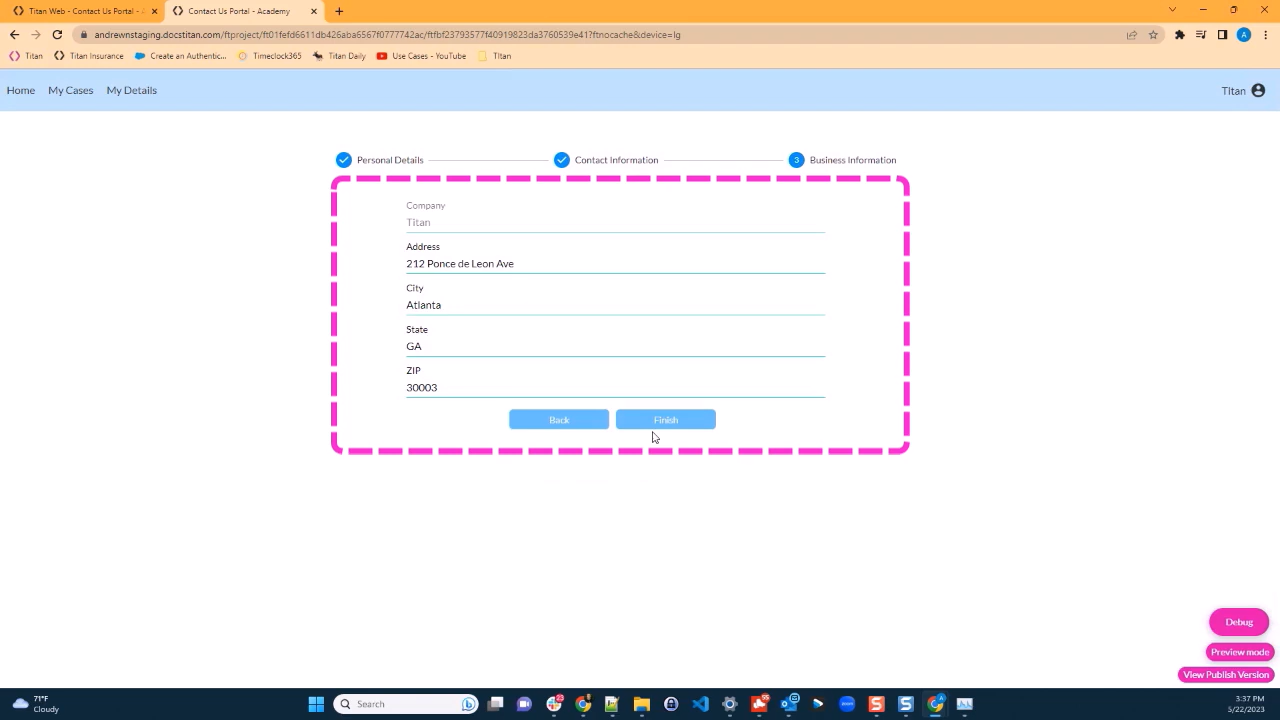 Titan Web - Contact Us Portal - A
Contact Us Portal - Academy
andrewnstaging.docstitan.com/ftproject/ft01fefd6611db426aba6567f0777742ac/ftfbf23793577f40919823da3760539e41?ftnocache&device=lg
A
Titan
Titan Insurance
Create an Authentic...
Timeclock365
Titan Daily
Use Cases - YouTube
Titan
Home
My Cases
My Details
Titan
Personal Details
Contact Information
3
Business Information
Company
Titan
Address
212 Ponce de Leon Ave
City
Atlanta
State
GA
ZIP
30003
Back
Finish
Debug
Preview mode
View Publish Version
71°F
Cloudy
Search
23
55
zoom
3:37 PM
5/22/2023